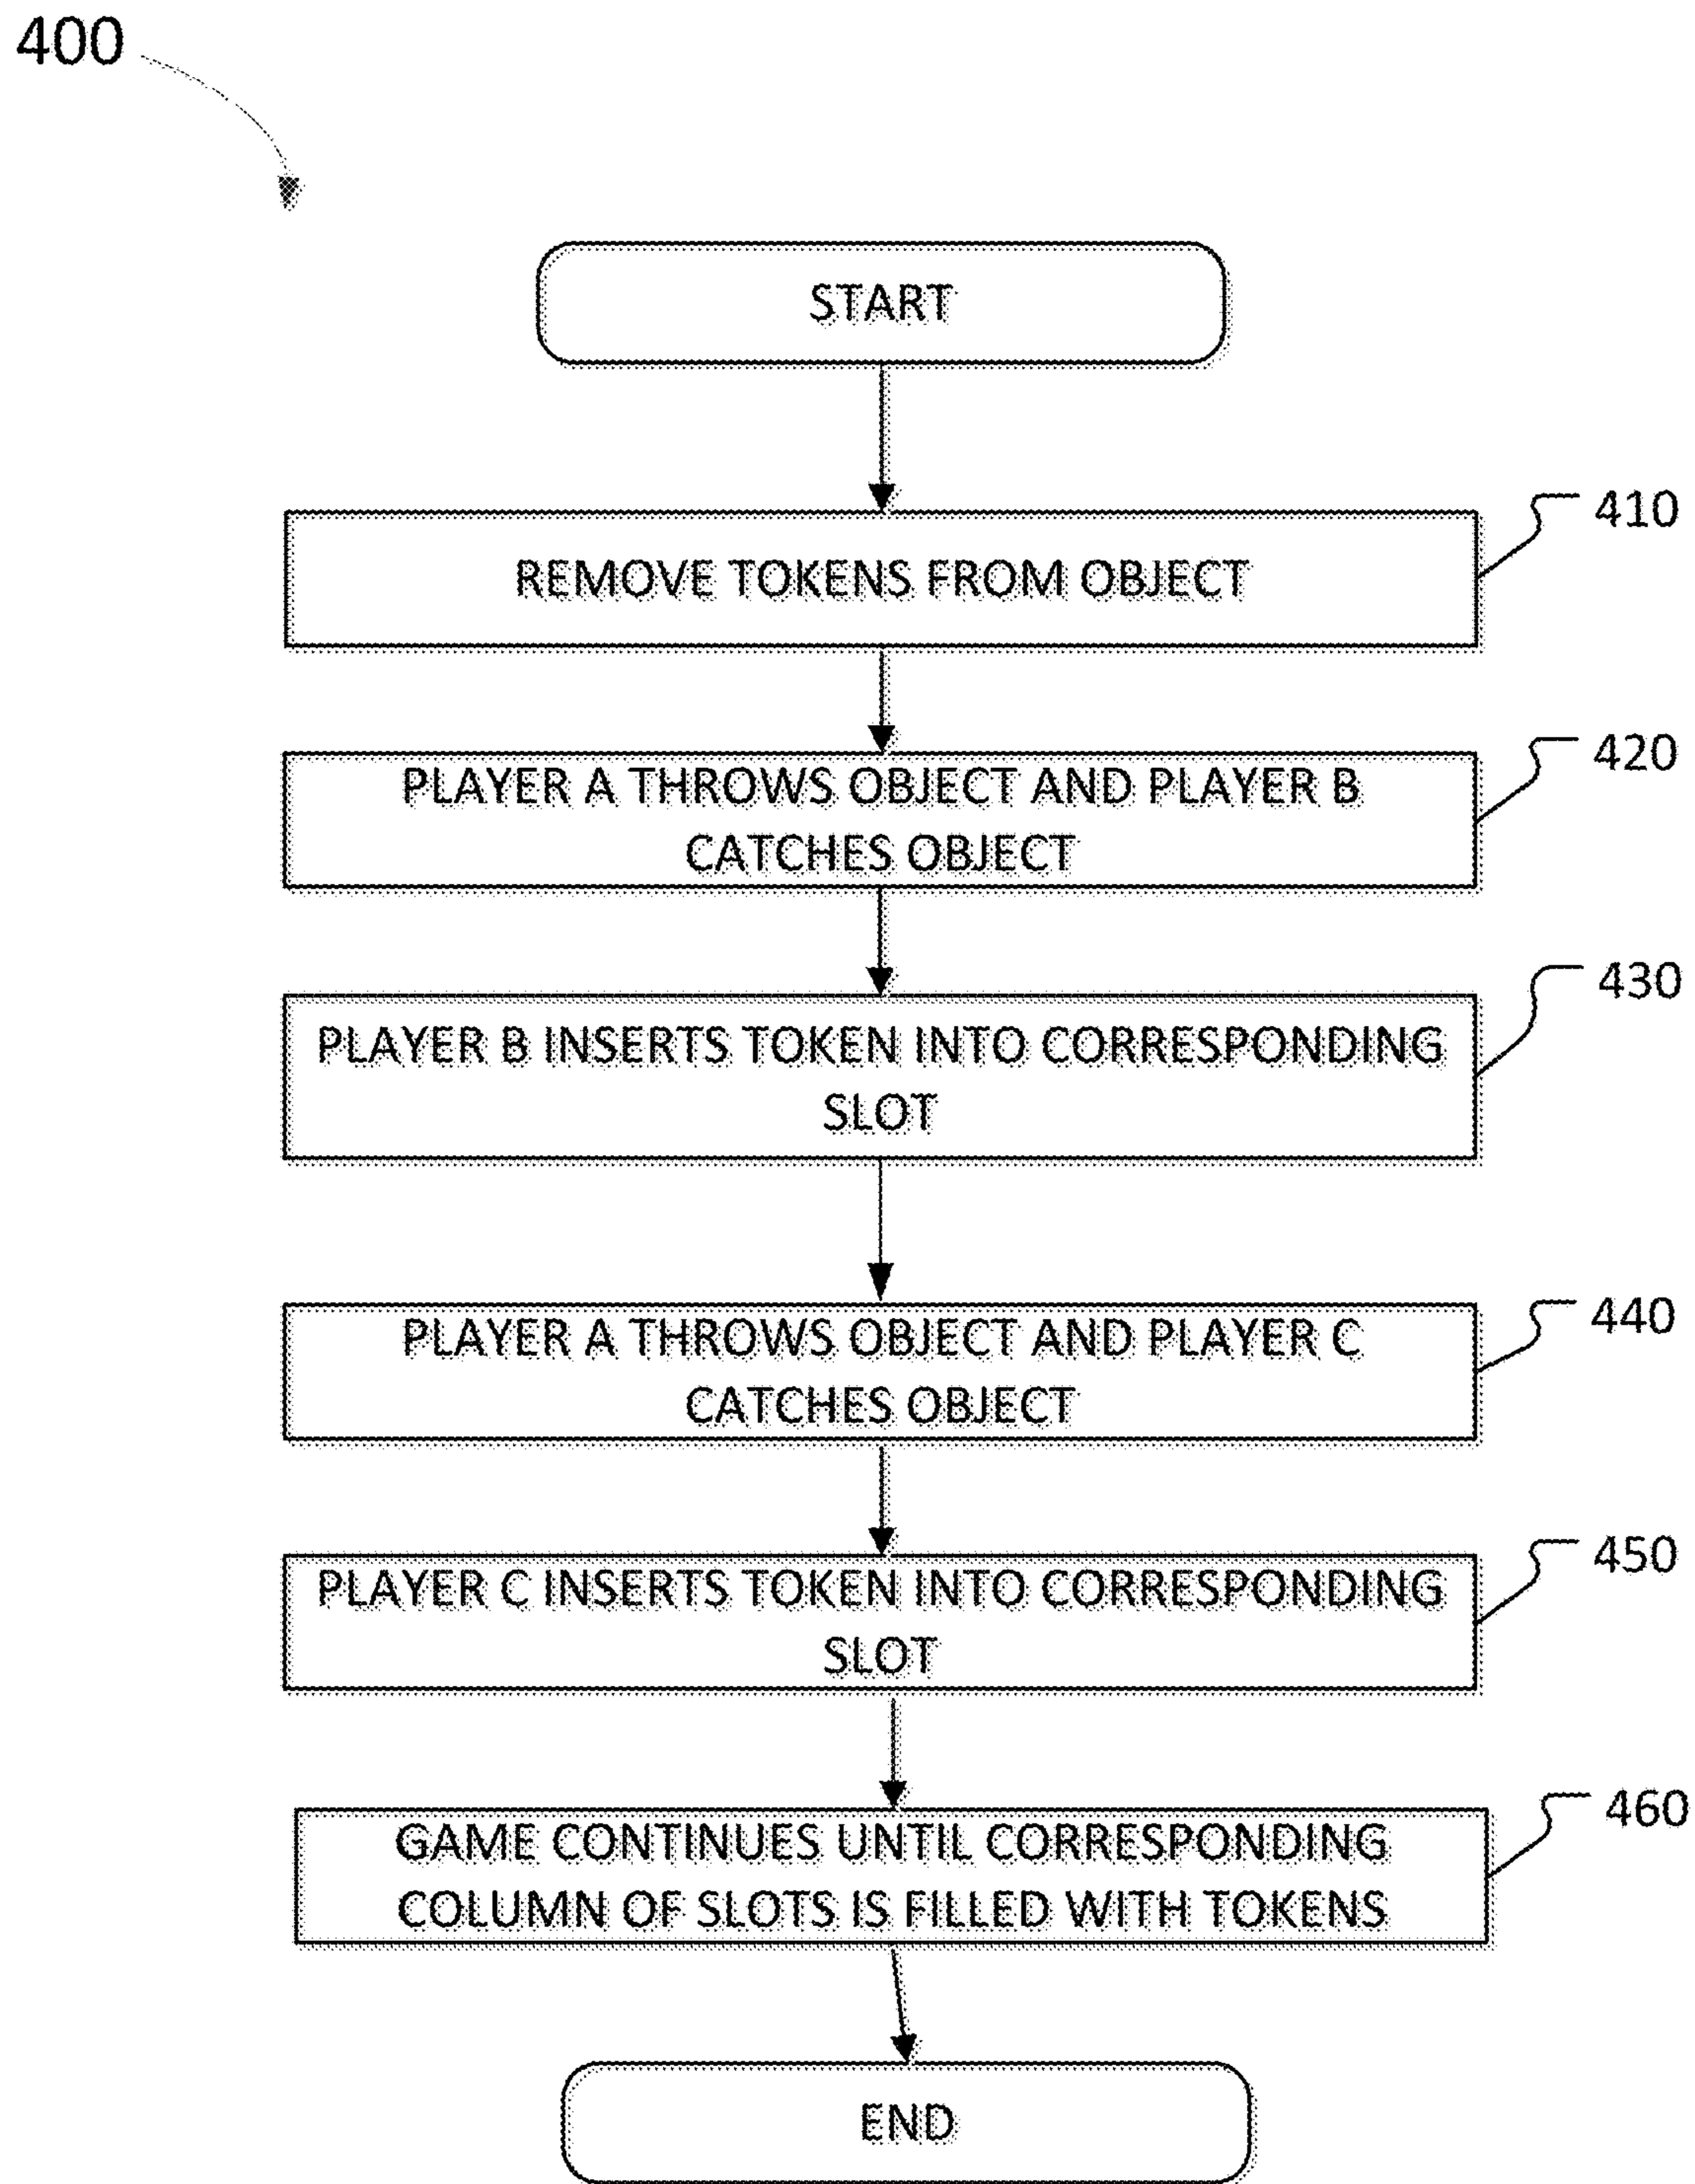 400
START
410
REMOVE TOKENS FROM OBJECT
420
PLAYER A THROWS OBJECT AND PLAYER B
CATCHES OBJECT
430
PLAYER B INSERTS TOKEN INTO CORRESPONDING
SLOT
440
PLAYER A THROWS OBJECT AND PLAYER C
CATCHES OBJECT
450
PLAYER C INSERTS TOKEN INTO CORRESPONDING
SLOT
460
GAME CONTINUES UNTIL CORRESPONDING
COLUMN OF SLOTS IS FILLED WITH TOKENS
END